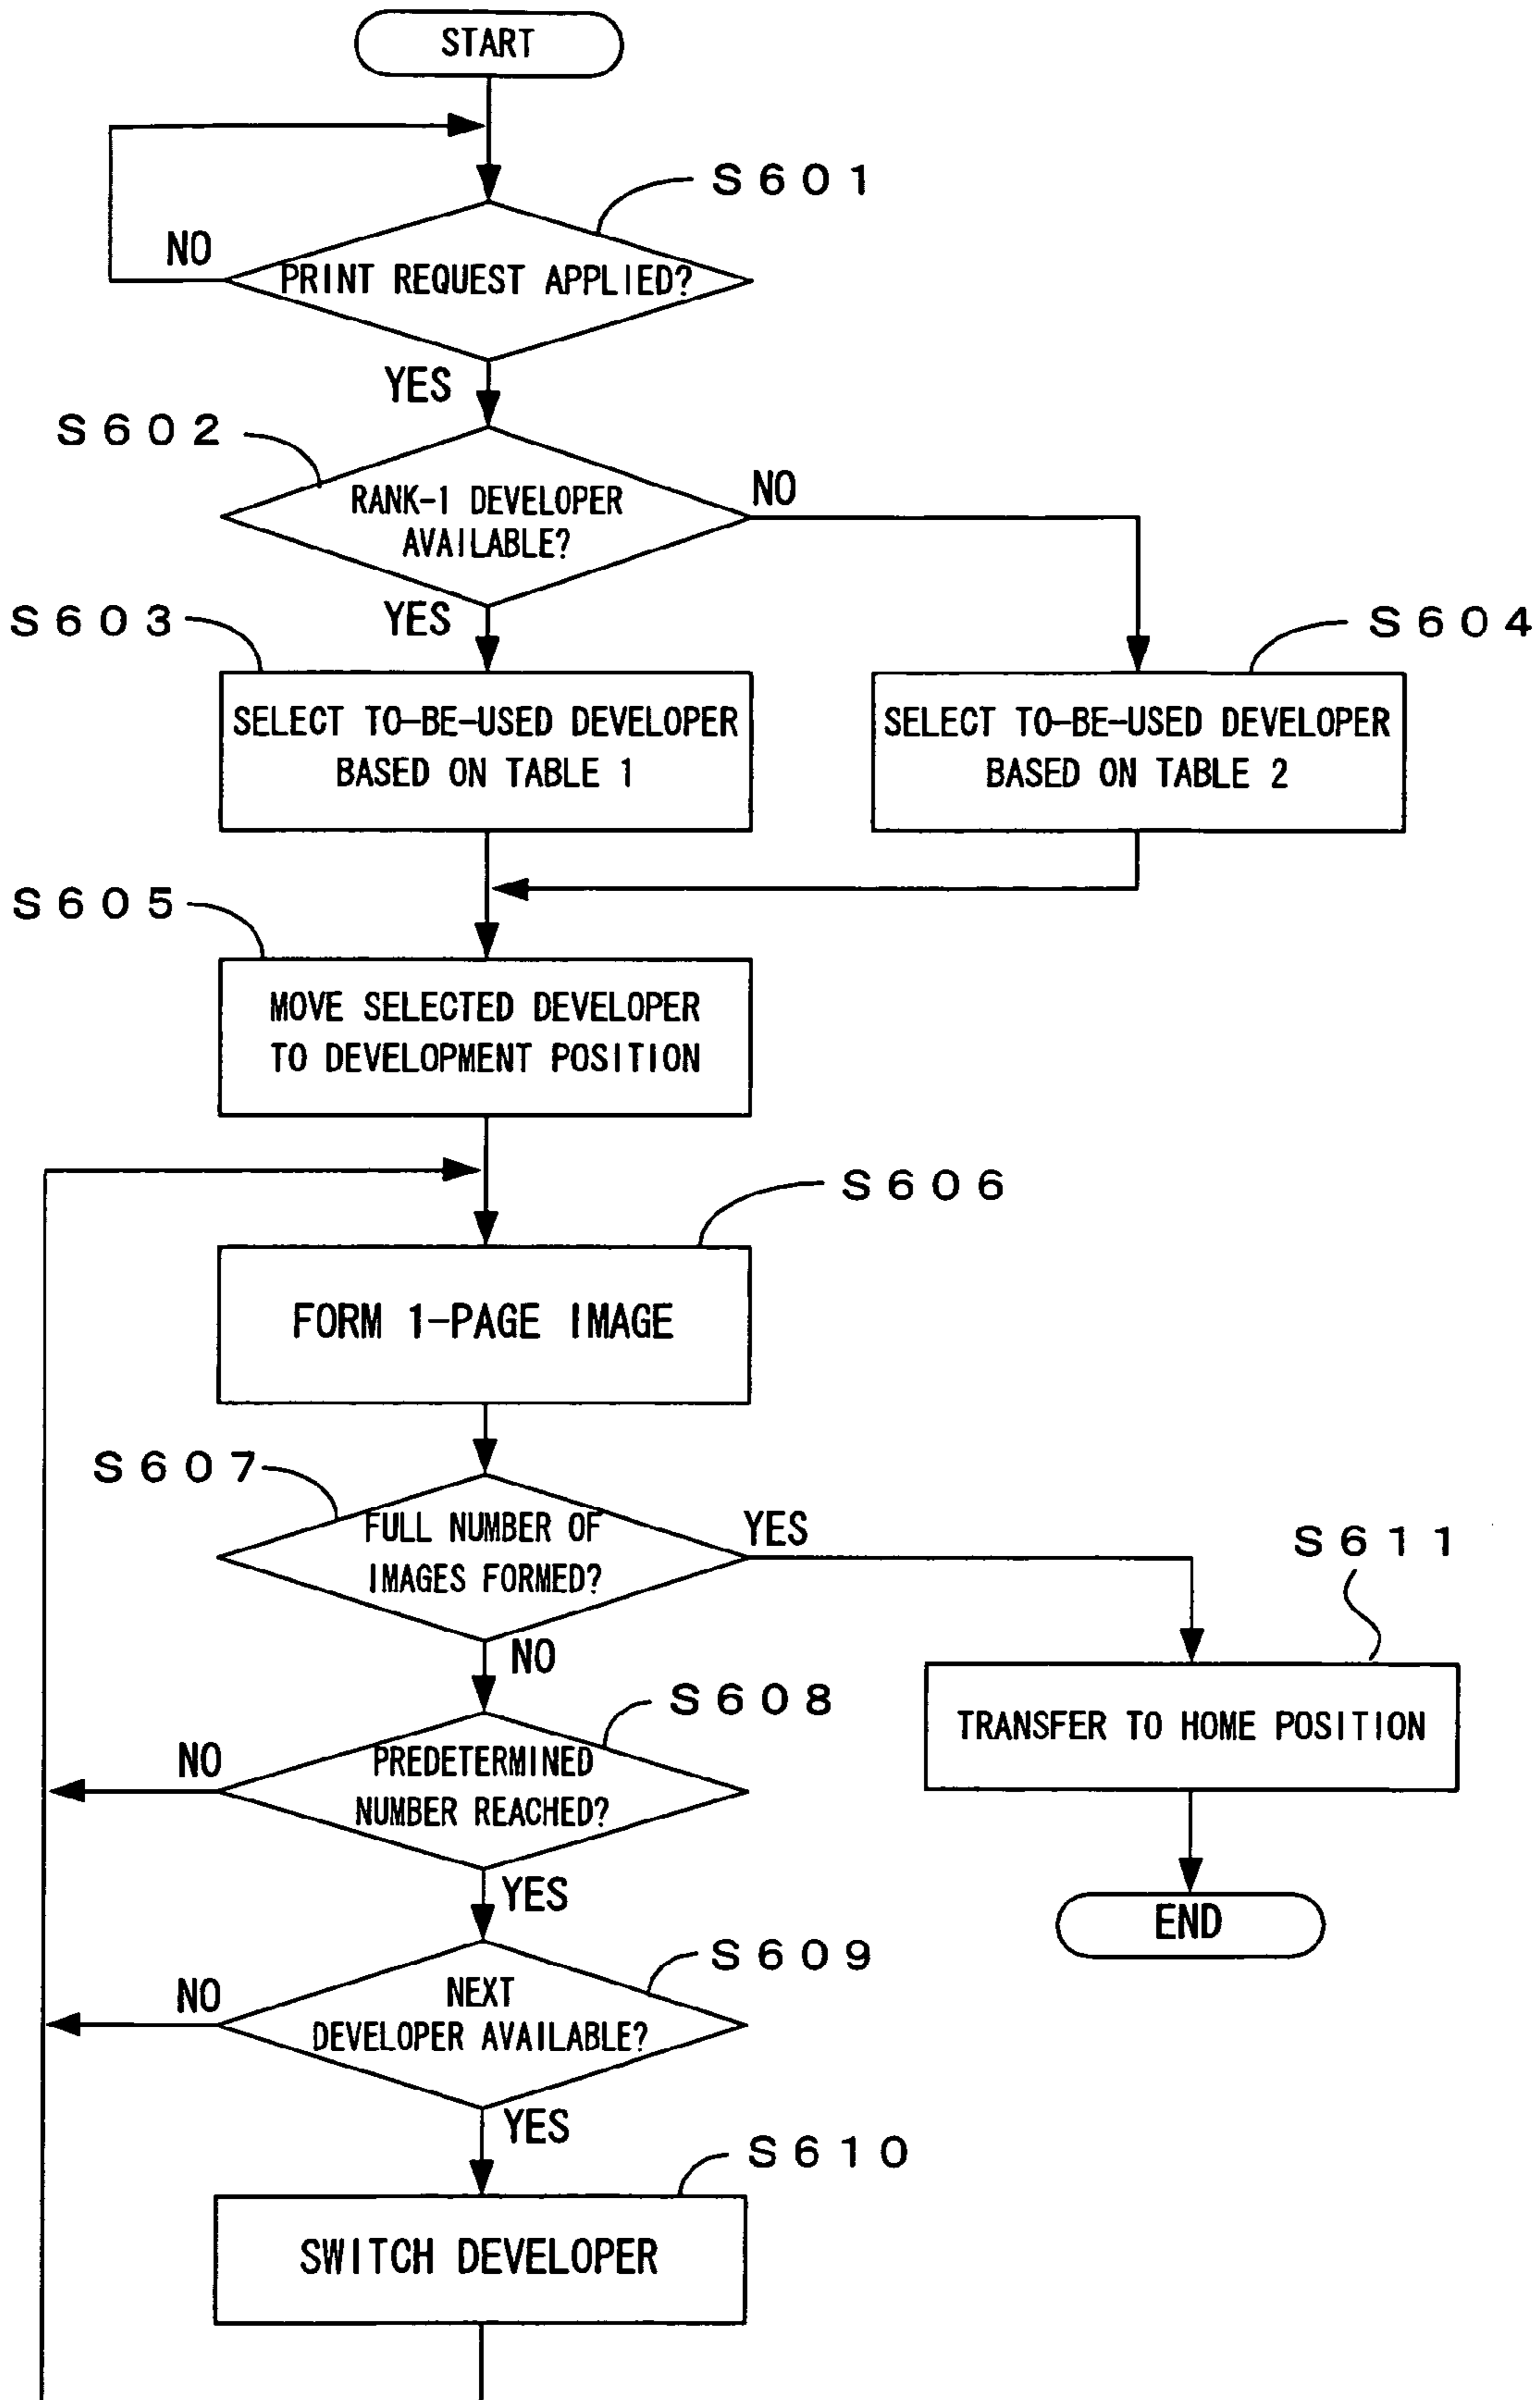 START
S601
NO
PRINT REQUEST APPLIED?
YES
S602
NO
RANK-1 DEVELOPER
AVAILABLE?
YES
S603
S604
SELECT TO-BE-USED DEVELOPER
BASED ON TABLE 1
SELECT TO-BE-USED DEVELOPER
BASED ON TABLE 2
S605
MOVE SELECTED DEVELOPER
TO DEVELOPMENT POSITION
S606
FORM 1-PAGE IMAGE
S607
FULL NUMBER OF
IMAGES FORMED?
YES
S611
NO
S608
TRANSFER TO HOME POSITION
NO
PREDETERMINED
NUMBER REACHED?
YES
END
S609
NO
NEXT
DEVELOPER AVAILABLE?
YES
S610
SWITCH DEVELOPER